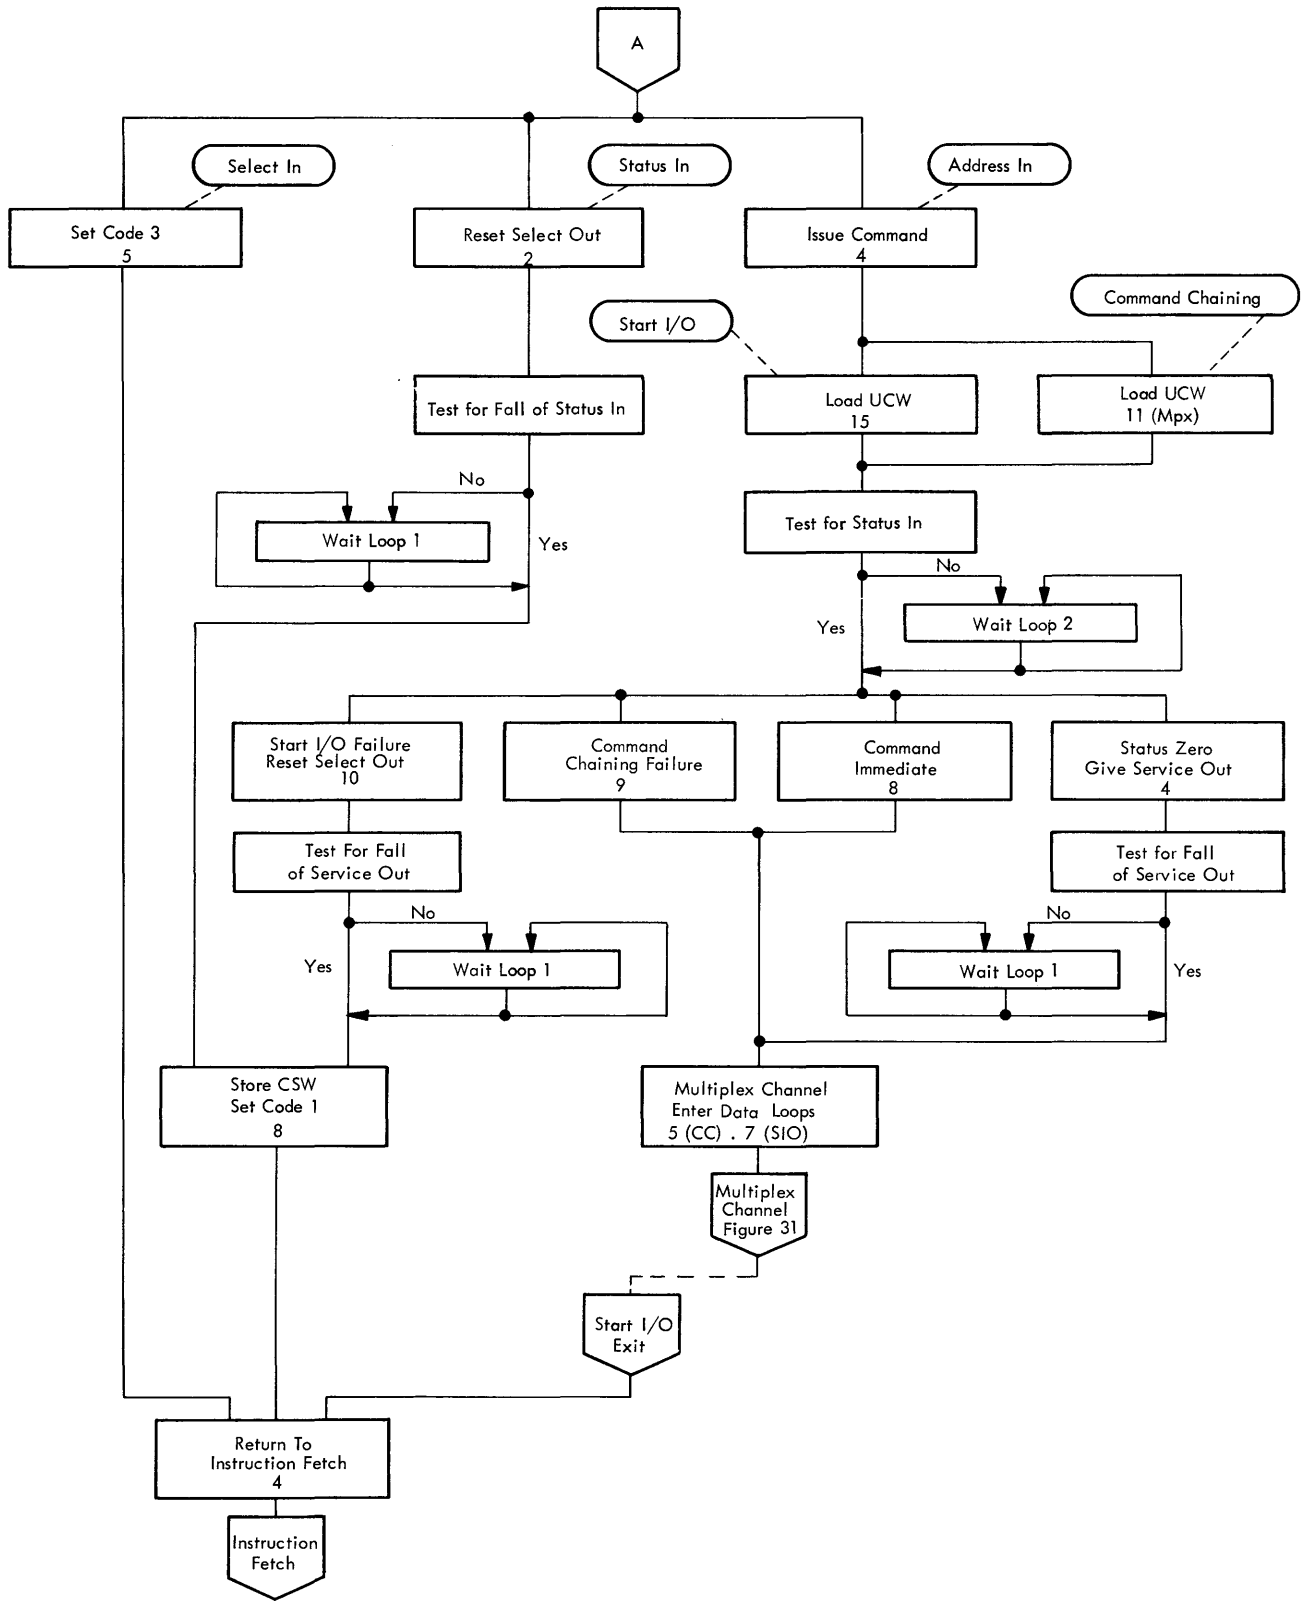 A
Select In
Status In
Address In
Set Code 3
5
Reset Select Out
2
Issue Command
4
Command Chaining
Start I/O
Test for Fall of Status In
Load UCW
15
Load UCW
11 (Mpx)
No
Wait Loop 1
Yes
Test for Status In
No
Wait Loop 2
Yes
Start I/O Failure
Reset Select Out
10
Command
Chaining Failure
9
Command
Immediate
8
Status Zero
Give Service Out
4
Test For Fall
of Service Out
Test for Fall
of Service Out
No
Yes
Wait Loop 1
No
Wait Loop 1
Yes
Store CSW
Set Code 1
8
Multiplex Channel
Enter Data Loops
5 (CC) . 7 (SIO)
Multiplex
Channel
Figure 31
Start I/O
Exit
Return To
Instruction Fetch
4
Instruction
Fetch